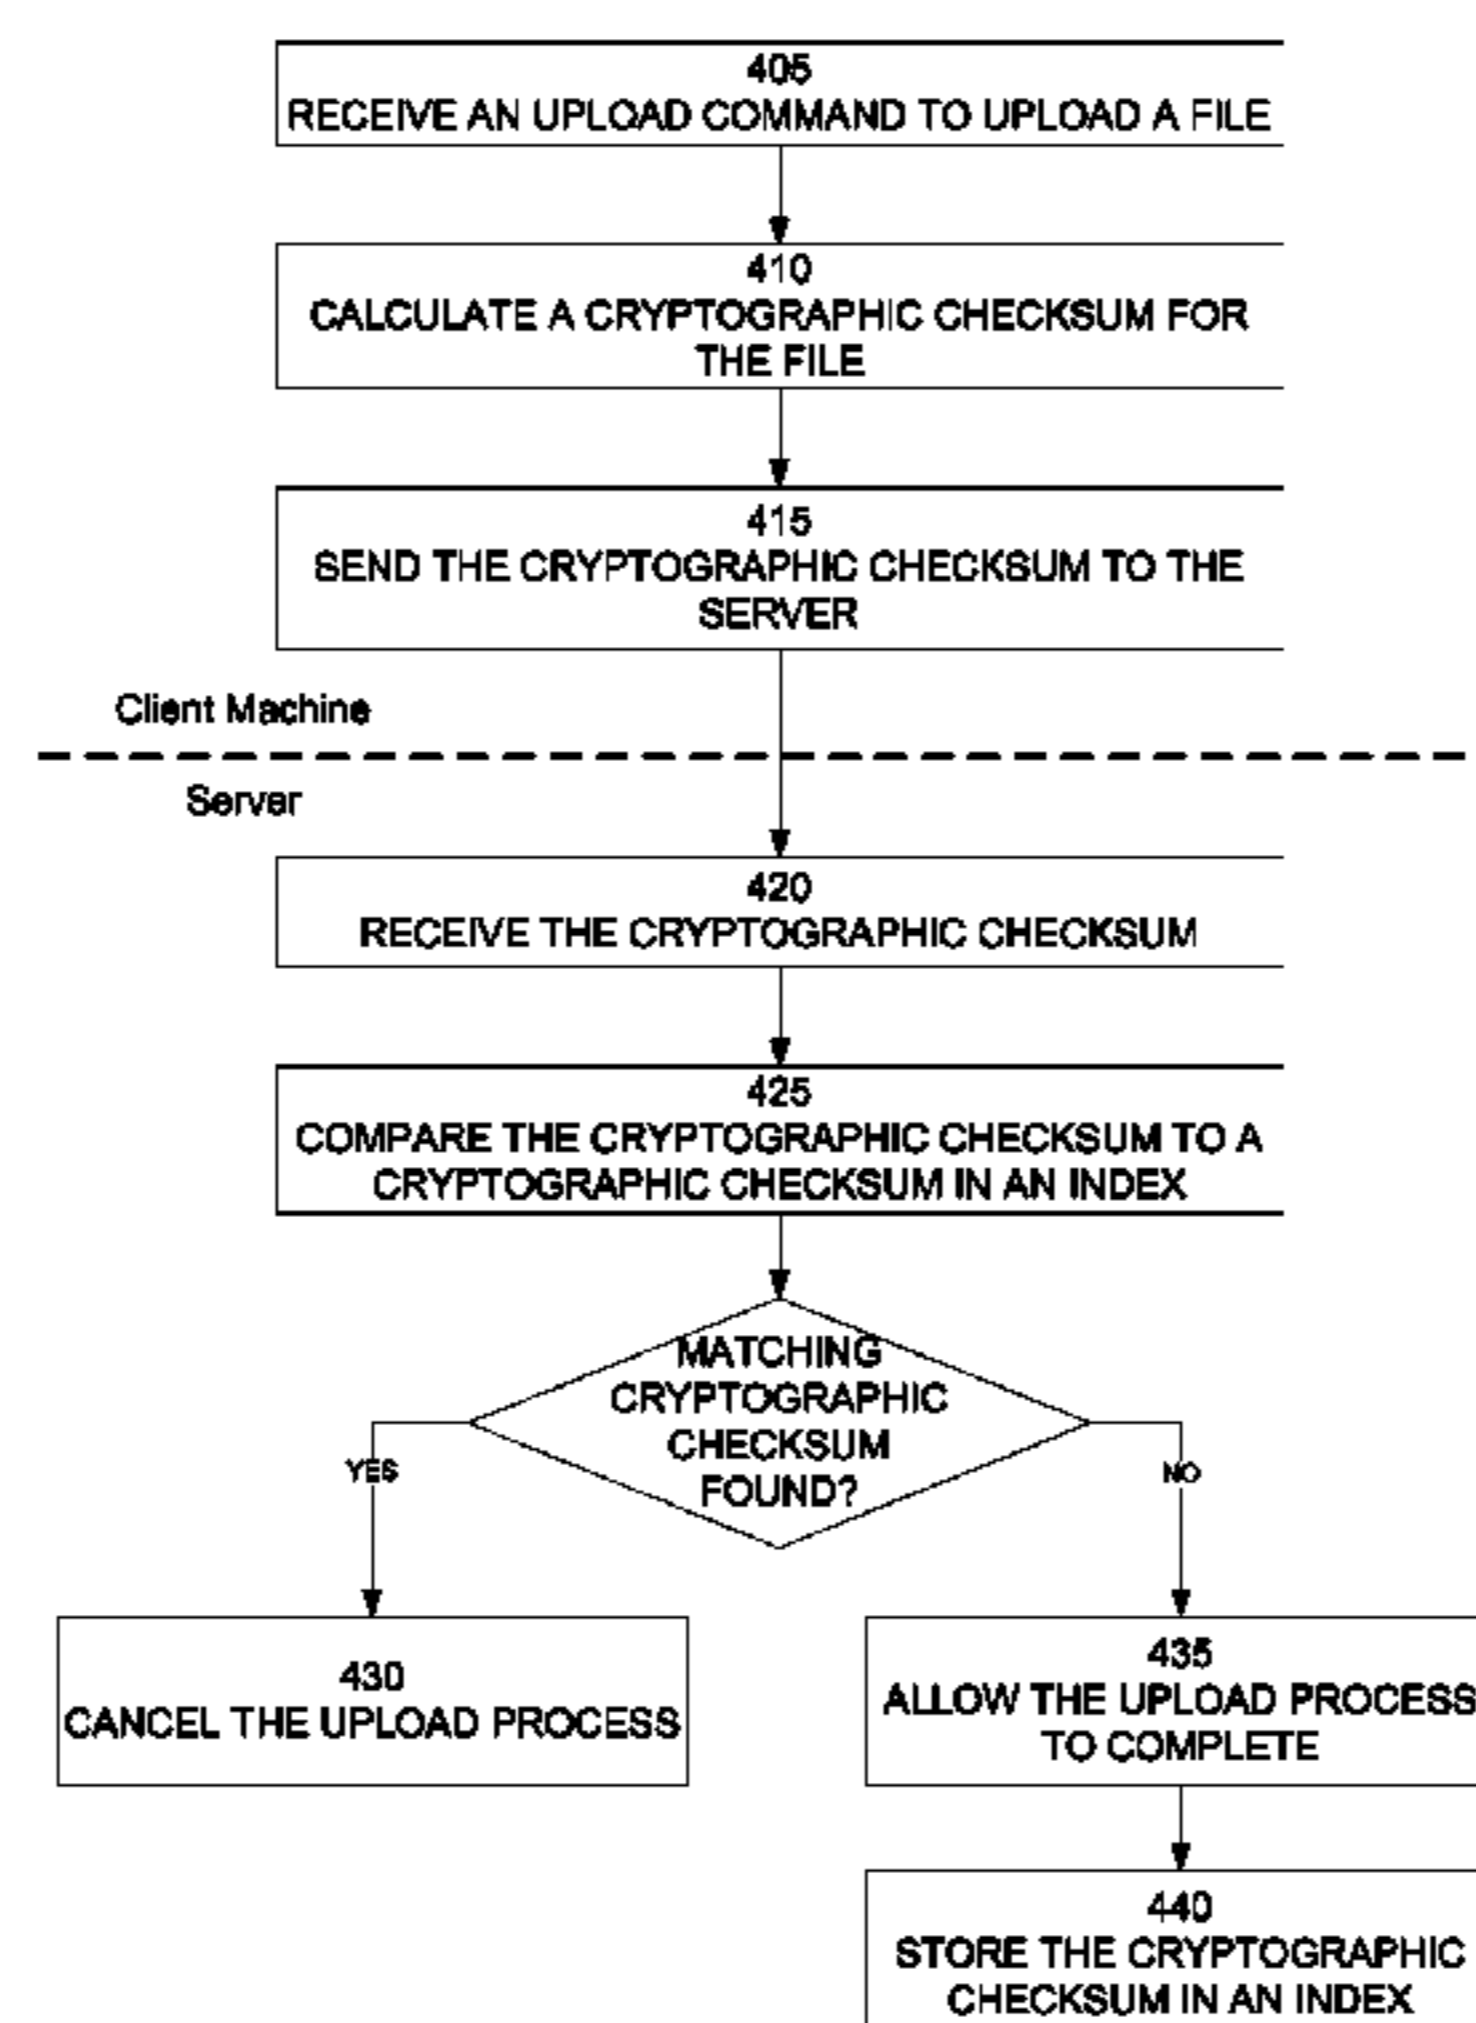 405
RECEIVE AN UPLOAD COMMAND TO UPLOAD A FILE
410
CALCULATE A CRYPTOGRAPHIC CHECKSUM FOR
THE FILE
415
SEND THE CRYPTOGRAPHIC CHECKSUM TO THE
SERVER
Client Machine
Server
420
RECEIVE THE CRYPTOGRAPHIC CHECKSUM
425
COMPARE THE CRYPTOGRAPHIC CHECKSUM TO A
CRYPTOGRAPHIC CHECKSUM IN AN INDEX
MATCHING
CRYPTOGRAPHIC
CHECKSUM
FOUND?
YES
NO
430
CANCEL THE UPLOAD PROCESS
435
ALLOW THE UPLOAD PROCESS
TO COMPLETE
440
STORE THE CRYPTOGRAPHIC
CHECKSUM IN AN INDEX